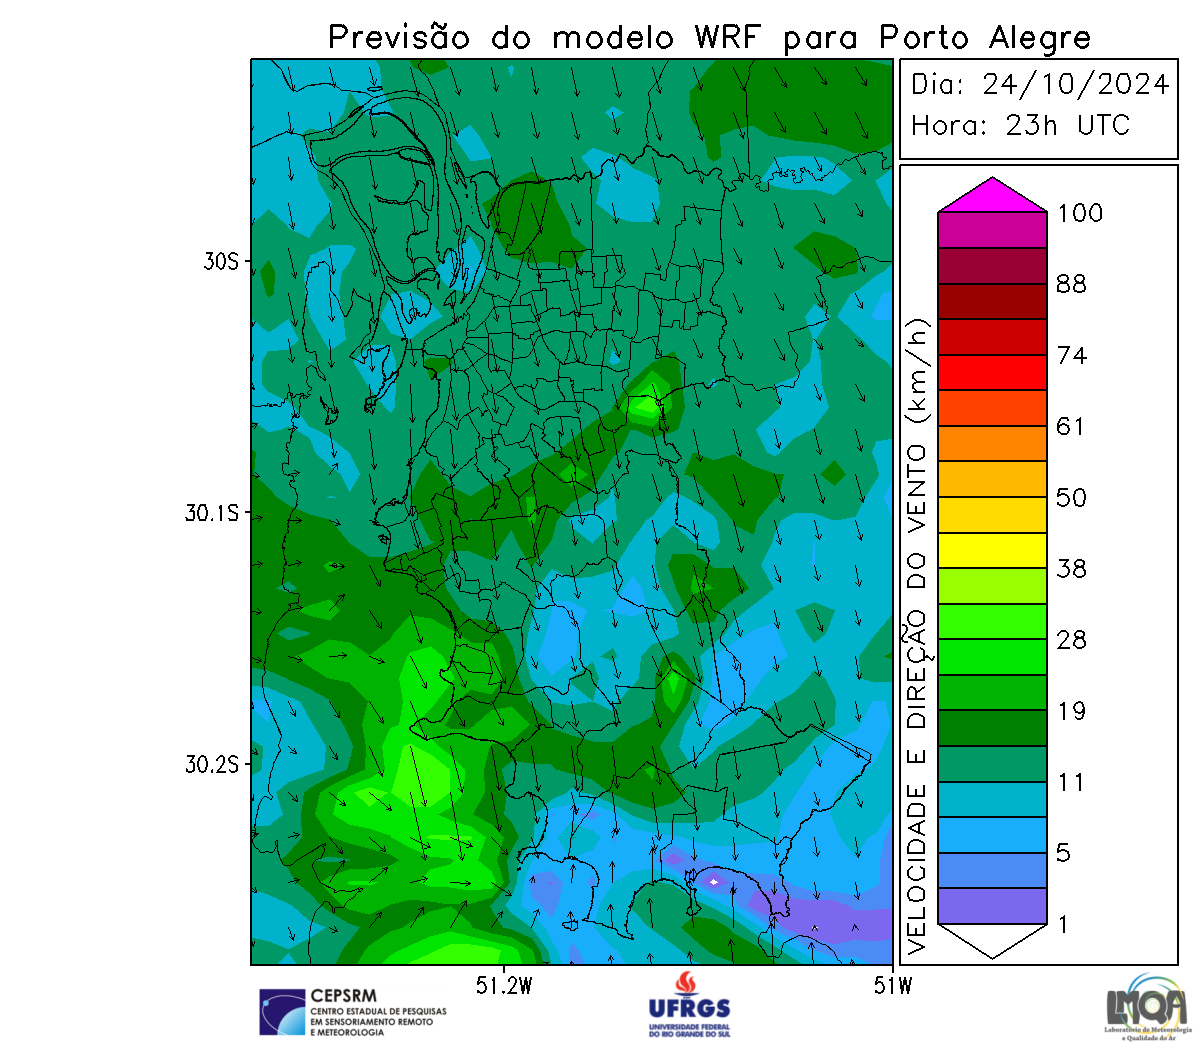 Previsão do modelo WRF para Porto Alegre
Dia: 24/10/2024
Hora: 23h UTC
30S
30.1S
30.2S
51.2W
51W
VELOCIDADE E DIREÇÃO DO VENTO (km/h)
100
88
74
61
50
38
28
19
11
5
1
CEPSRM
CENTRO ESTADUAL DE PESQUISAS
EM SENSORIAMENTO REMOTO
E METEOROLOGIA
UFRGS
UNIVERSIDADE FEDERAL
DO RIO GRANDE DO SUL
LMQA
Laboratório de Meteorologia
e Qualidade do Ar